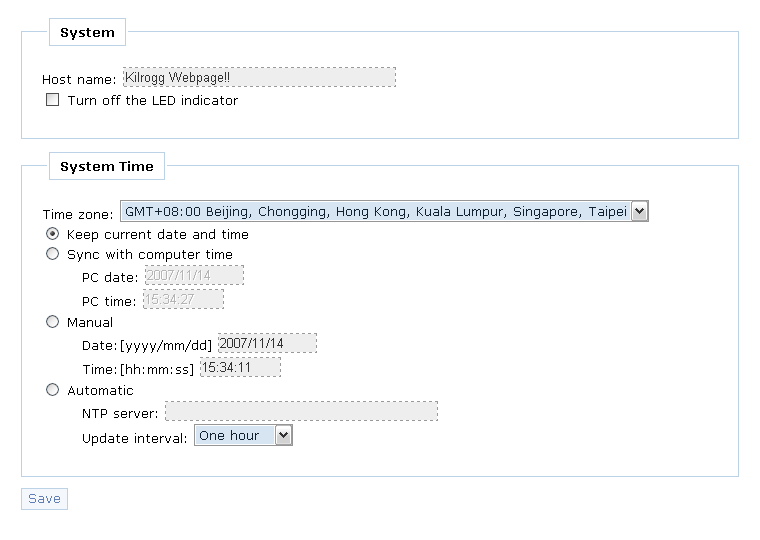 System
Host name: Kilrogg Webpage!!
Turn off the LED indicator
System Time
Time zone: GMT+08:00 Beijing, Chongging, Hong Kong, Kuala Lumpur, Singapore, Taipei
Keep current date and time
Sync with computer time
PC date: 2007/11/14
PC time: 15:34:27
Manual
Date:[yyyy/mm/dd] 2007/11/14
Time:[hh:mm:ss] 15:34:11
Automatic
NTP server:
Update interval: One hour
Save